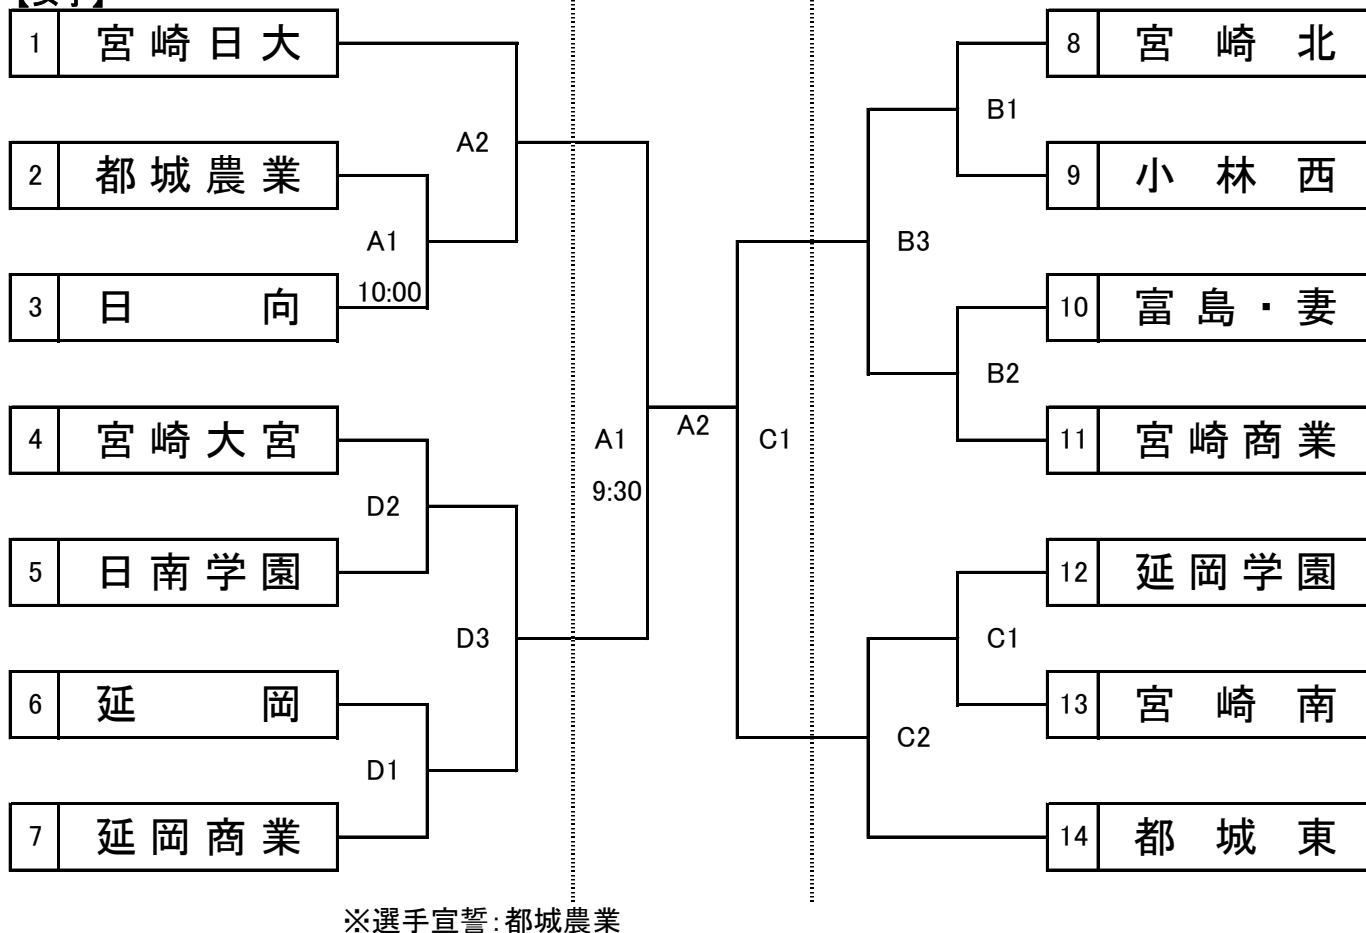 1 宮崎日大
2 都城農業
3 日向
4 宮崎大宮
5 日南学園
6 延岡
7 延岡商業
A2
A1
10:00
D2
D3
D1
A1
9:30
A2
C1
B1
B3
B2
C1
C2
8 宮崎北
9 小林西
10 富島・妻
11 宮崎商業
12 延岡学園
13 宮崎南
14 都城東
※選手宣誓:都城農業